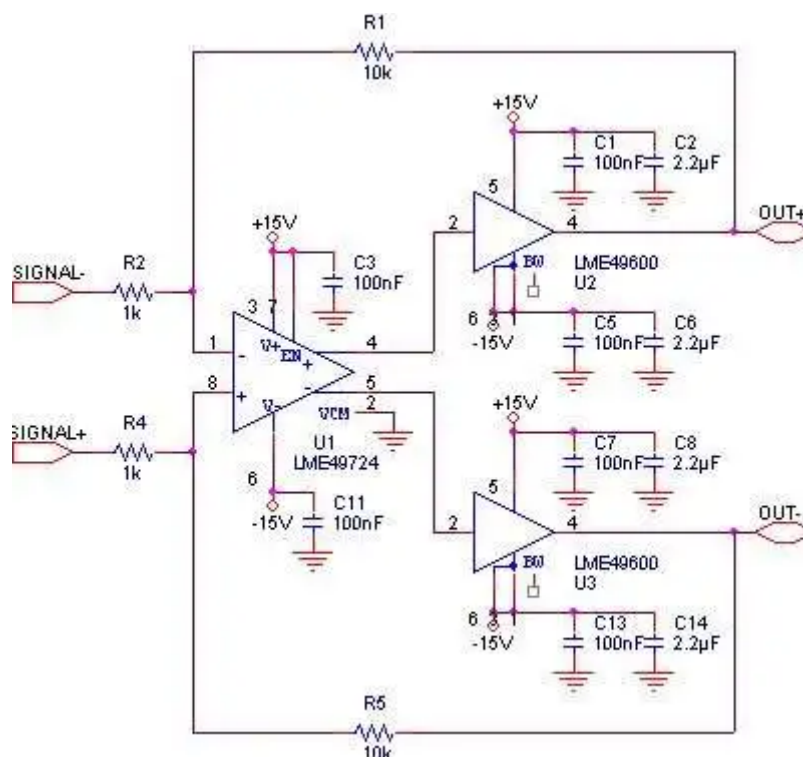 R1
10k
+15V
C1
100nF
C2
2.2µF
5
2
4
OUT+
BW
LME49600
U2
+15V
C3
100nF
SIGNAL-
R2
1k
3
7
V+
EN
1
-
+
4
8
+
-
5
V-
VCM
2
6
-15V
C5
100nF
C6
2.2µF
SIGNAL+
R4
1k
U1
LME49724
6
-15V
C11
100nF
+15V
C7
100nF
C8
2.2µF
5
2
4
OUT-
BW
LME49600
U3
6
-15V
C13
100nF
C14
2.2µF
R5
10k